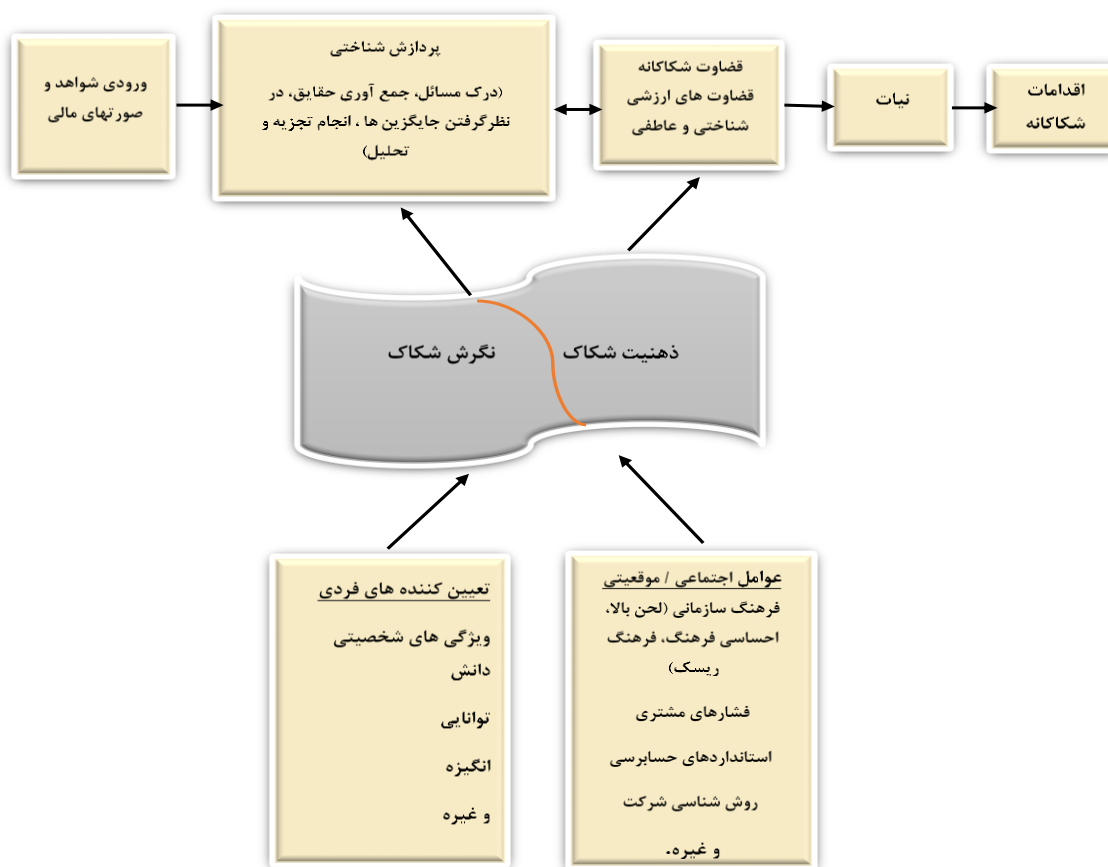 ورودی شواهد و
صورتهای مالی
پردازش شناختی
(درک مسائل، جمع آوری حقایق، در
نظرگرفتن جایگزین ها ، انجام تجزیه و
تحلیل)
قضاوت شکاکانه
قضاوت های ارزشی
شناختی و عاطفی
نیات
اقدامات
شکاکانه
نگرش شکاک
ذهنیت شکاک
تعیین کننده های فردی
ویژگی های شخصیتی
دانش
توانایی
انگیزه
و غیره
عوامل اجتماعی / موقعیتی
فرهنگ سازمانی (لحن بالا،
احساسی فرهنگ، فرهنگ
ریسک)
فشارهای مشتری
استانداردهای حسابرسی
روش شناسی شرکت
و غیره.